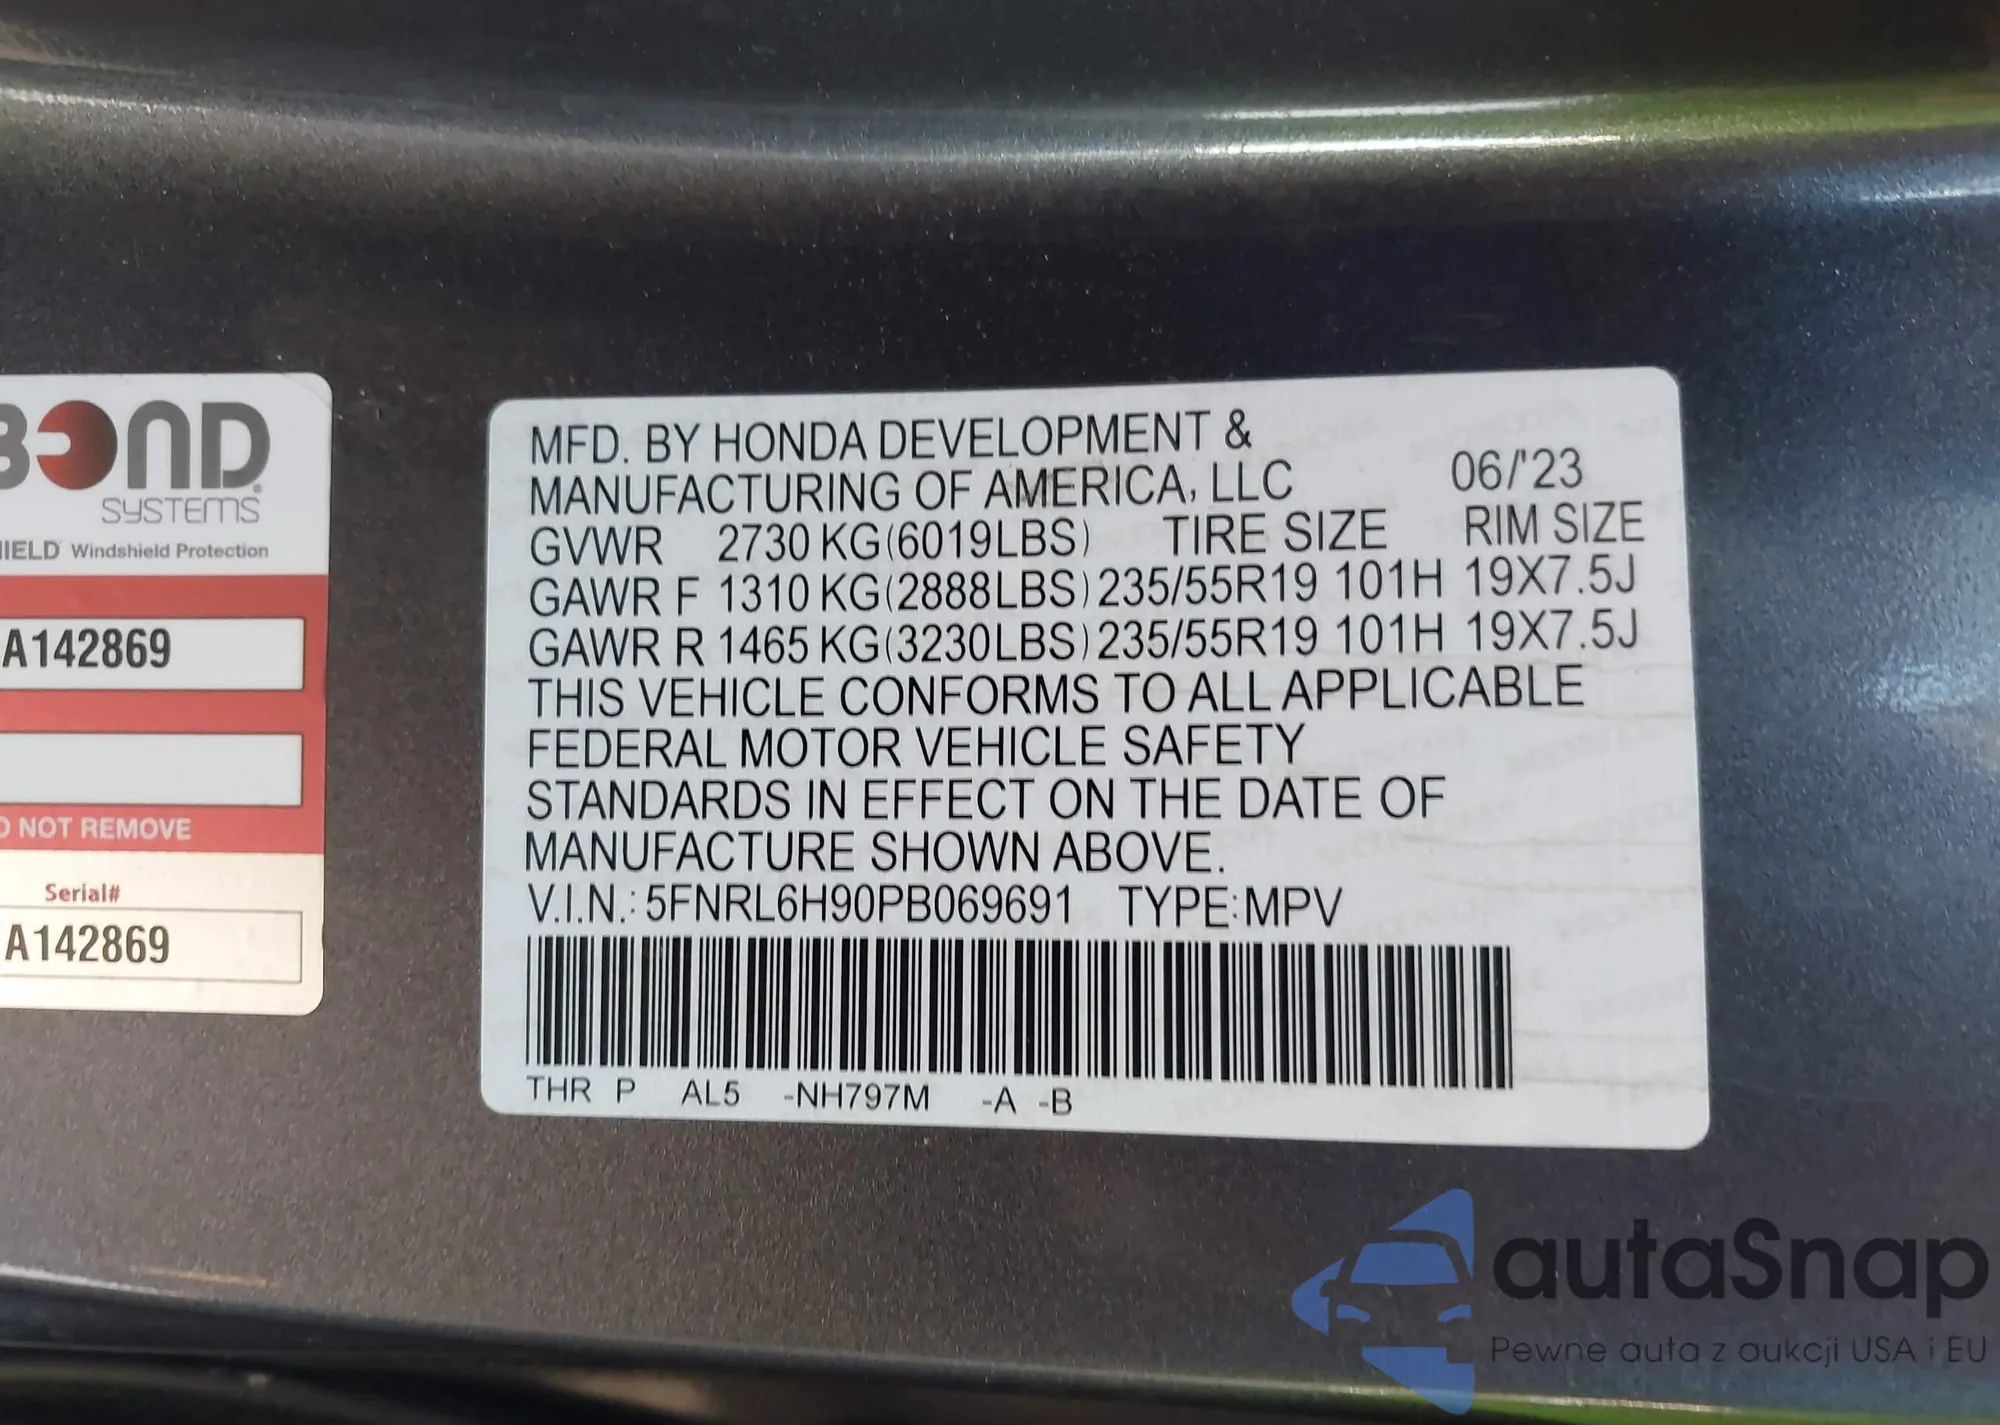 BOND
SYSTEMS
Windshield Protection
A142869
NOT REMOVE
Serial#
A142869
MFD. BY HONDA DEVELOPMENT &
MANUFACTURING OF AMERICA, LLC 06/'23
GVWR 2730 KG(6019LBS) TIRE SIZE RIM SIZE
GAWR F 1310 KG(2888LBS) 235/55R19 101H 19X7.5J
GAWR R 1465 KG(3230LBS) 235/55R19 101H 19X7.5J
THIS VEHICLE CONFORMS TO ALL APPLICABLE
FEDERAL MOTOR VEHICLE SAFETY
STANDARDS IN EFFECT ON THE DATE OF
MANUFACTURE SHOWN ABOVE.
V.I.N.: 5FNRL6H90PB069691 TYPE: MPV
THR P AL5 -NH797M -A -B
autaSnap
Pewne auta z aukcji USA i EU